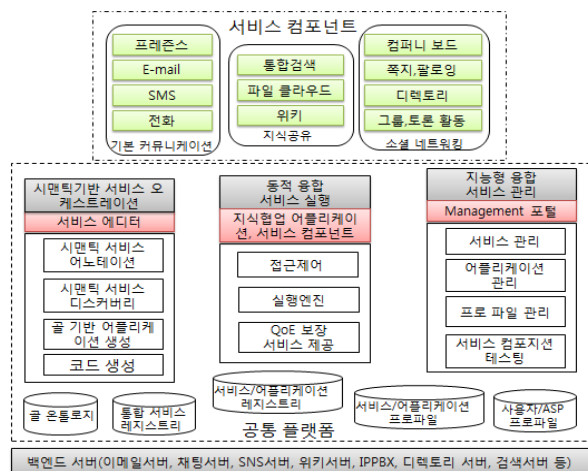 서비스 컴포넌트
프레즌스
E-mail
SMS
전화
기본 커뮤니케이션
통합검색
파일 클라우드
위키
지식공유
컴퍼니 보드
쪽지,팔로잉
디렉토리
그룹,토론 활동
소셜 네트워킹
시맨틱기반 서비스 오
케스트레이션
서비스 에디터
시맨틱 서비스
어노테이션
시맨틱 서비스
디스커버리
골 기반 어플리케
이션 생성
코드 생성
동적 융합
서비스 실행
지식협업 어플리케이
션, 서비스 컴포넌트
접근제어
실행엔진
QoE 보장
서비스 제공
지능형 융합
서비스 관리
Management 포털
서비스 관리
어플리케이션
관리
프로 파일 관리
서비스 컴포지션
테스팅
골 온톨로지
통합 서비스
레지스트리
서비스/어플리케이션
레지스트리
서비스/어플리케이션
프로파일
사용자/ASP
프로파일
공통 플랫폼
백엔드 서버(이메일서버, 채팅서버, SNS서버, 위키서버, IPPBX, 디렉토리 서버, 검색서버 등)